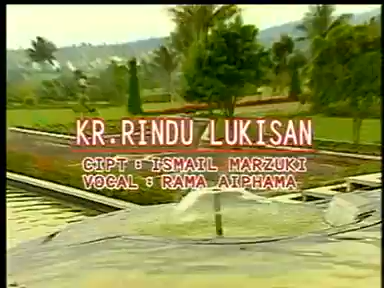 KR.RINDU LUKISAN
CIPT : ISMAIL MARZUKI
VOCAL : RAMA AIPHAMA